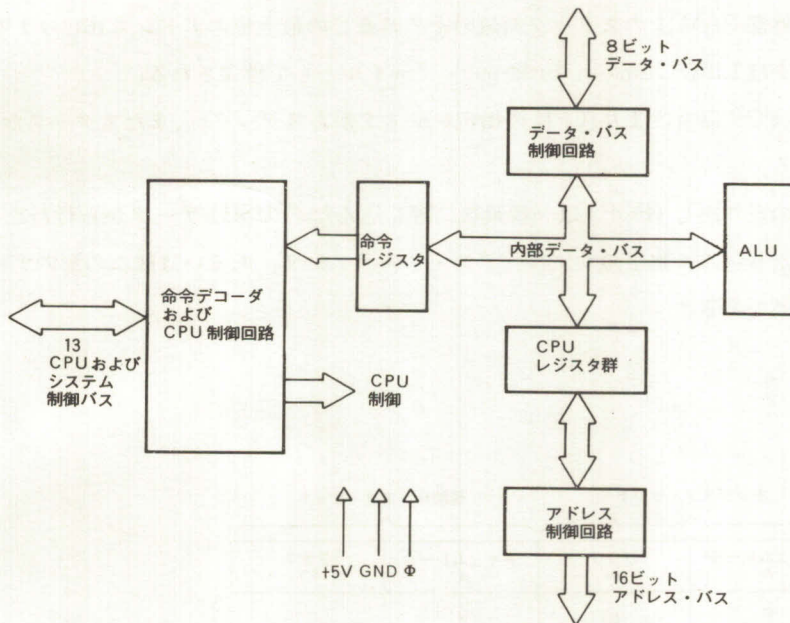 8ビット
データ・バス
データ・バス
制御回路
命令
レジスタ
内部データ・バス
ALU
命令デコーダ
および
CPU制御回路
13
CPUおよび
システム
制御バス
CPU
制御
CPU
レジスタ群
アドレス
制御回路
+5V GND Φ
16ビット
アドレス・バス